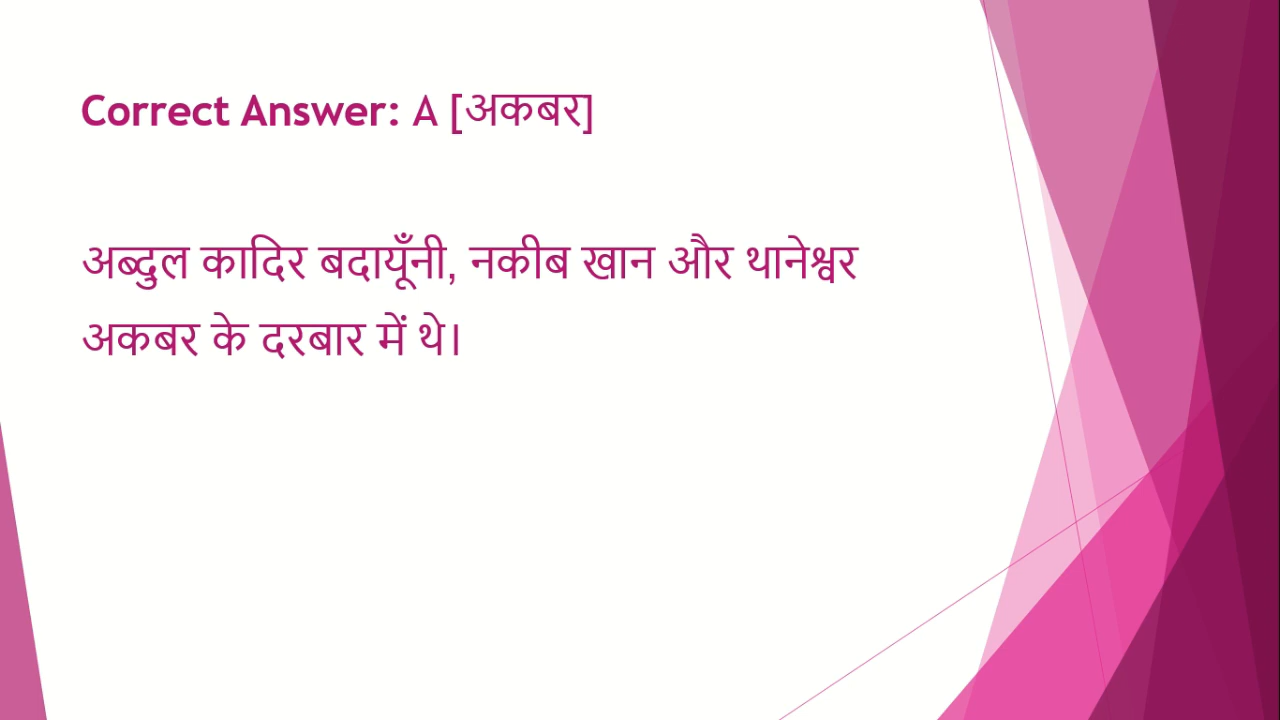 Correct Answer: A [अकबर]
अब्दुल कादिर बदायूँनी, नकीब खान और थानेश्वर
अकबर के दरबार में थे।